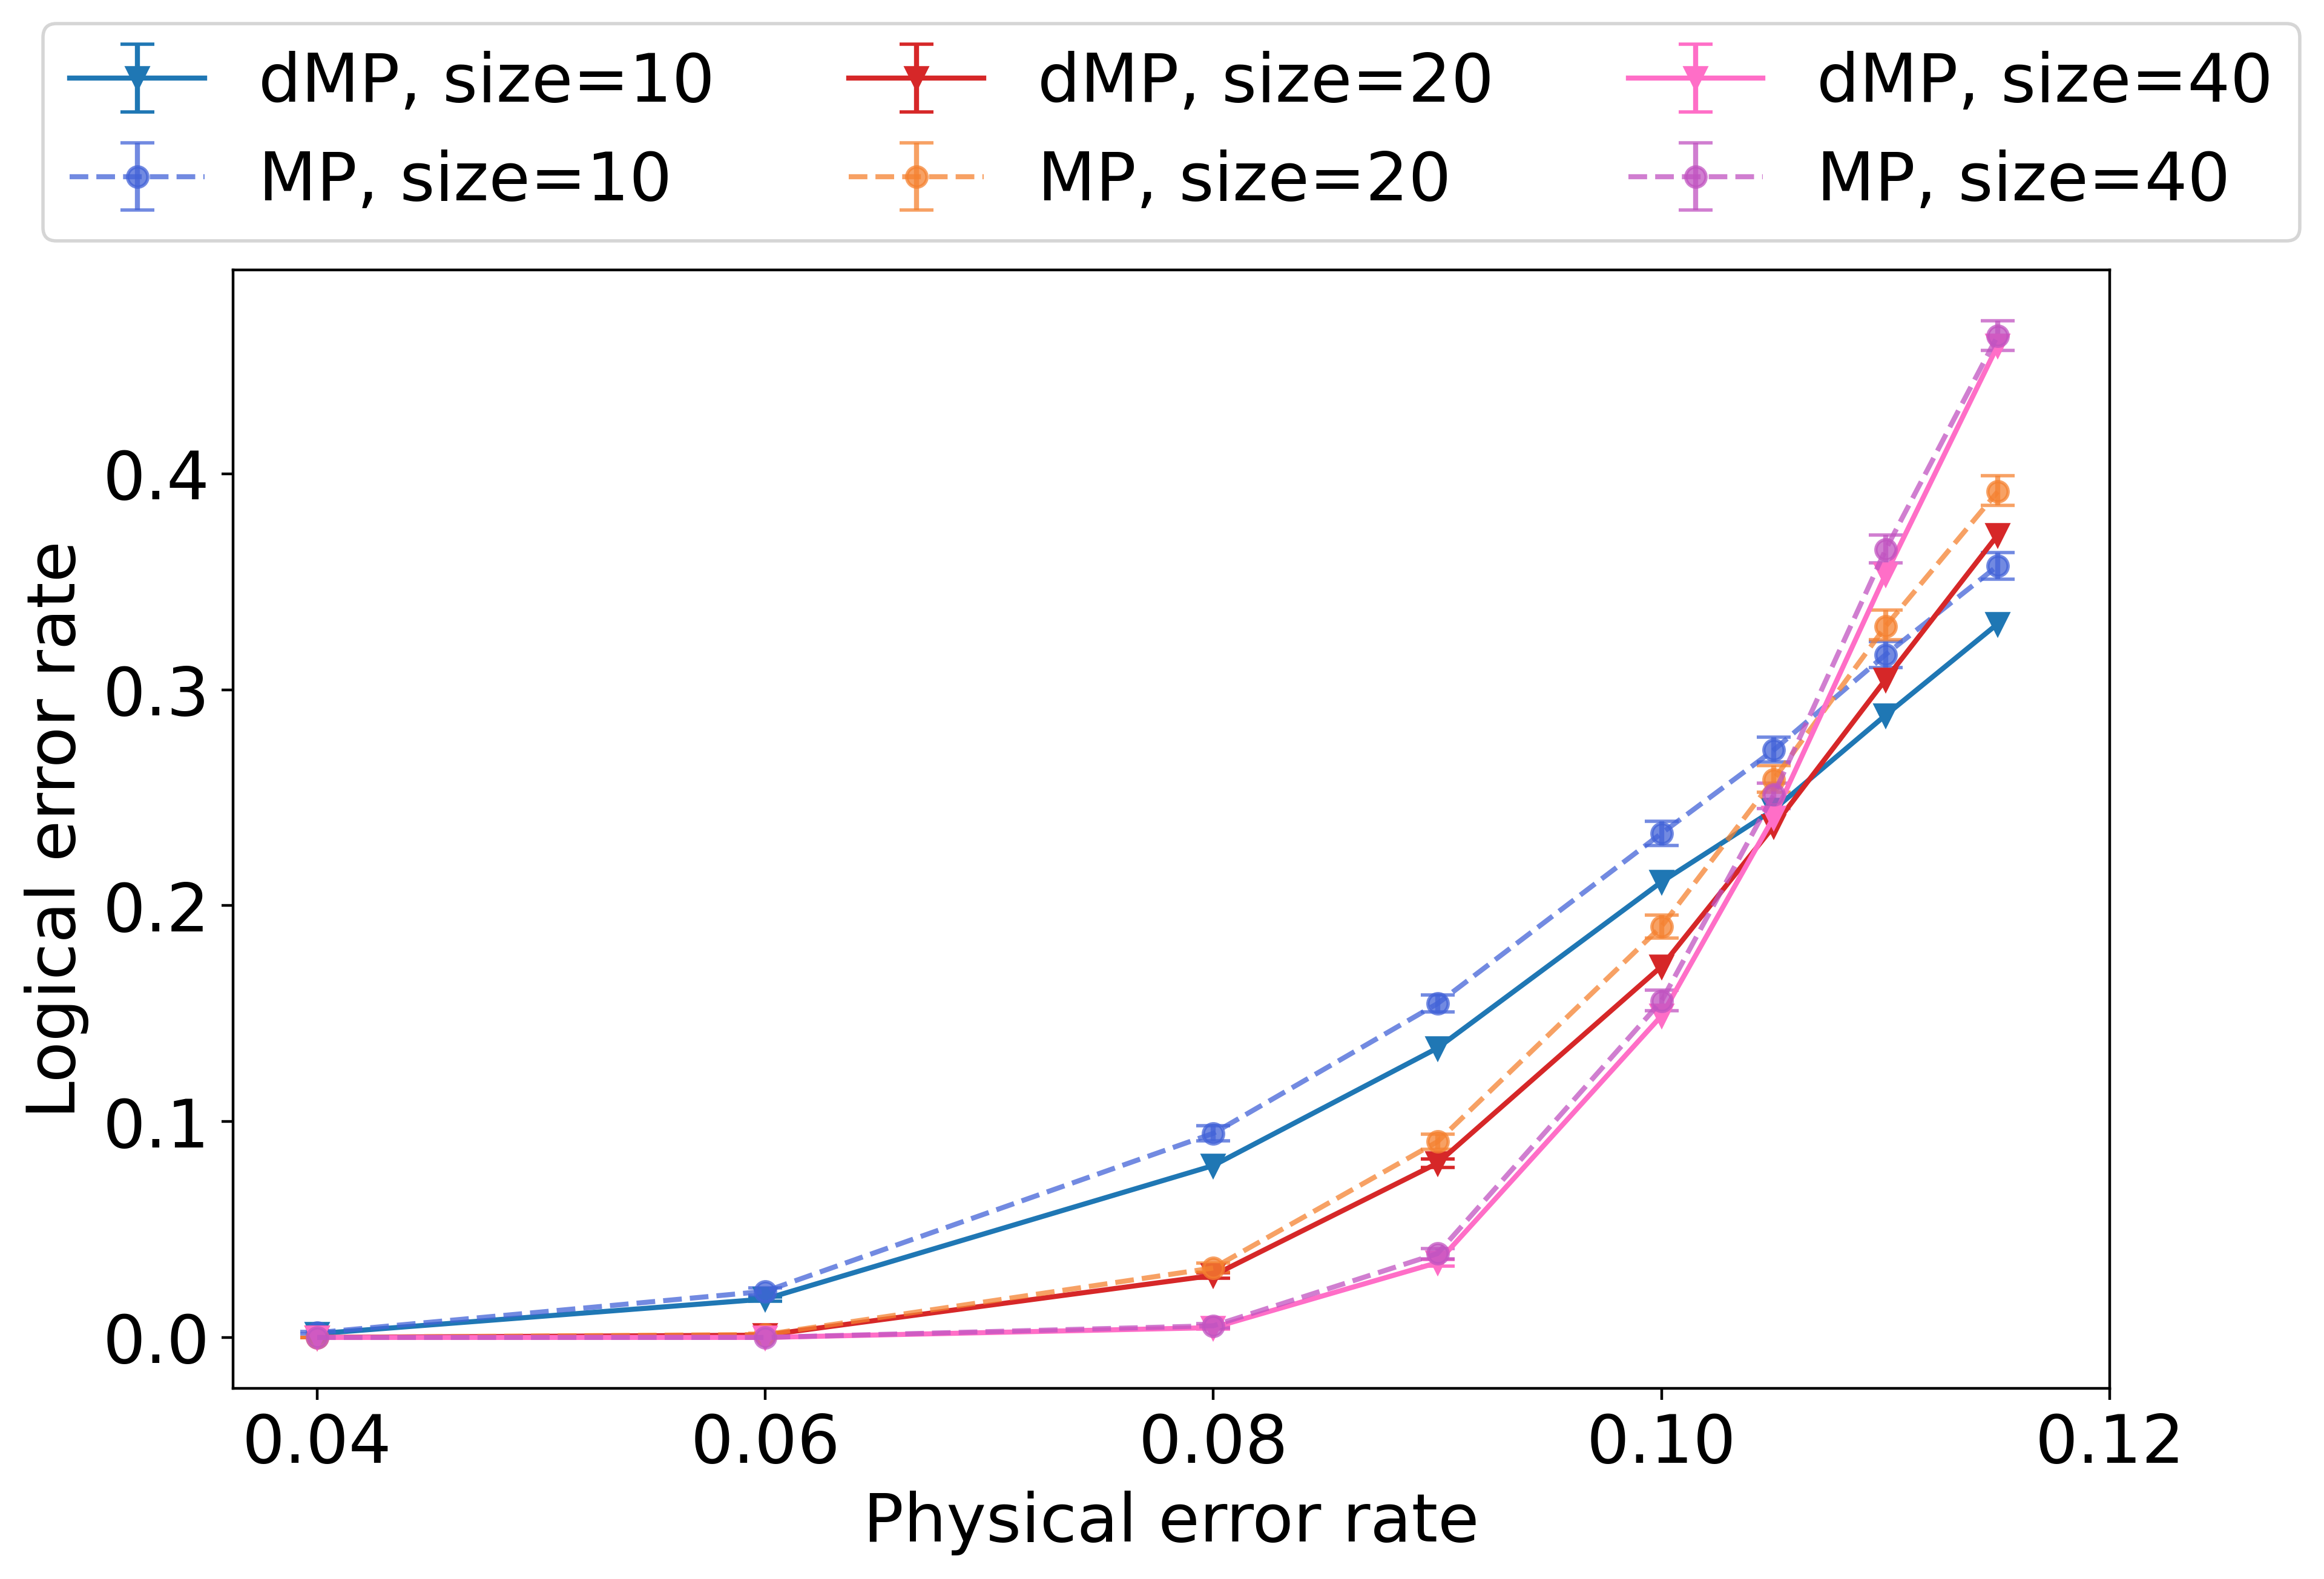 dMP, size=10 dMP, size=20 dMP, size=40
MP, size=10 MP, size=20 MP, size=40
Logical error rate
0.4
0.3
0.2
0.1
0.0
0.04 0.06 0.08 0.10 0.12
Physical error rate